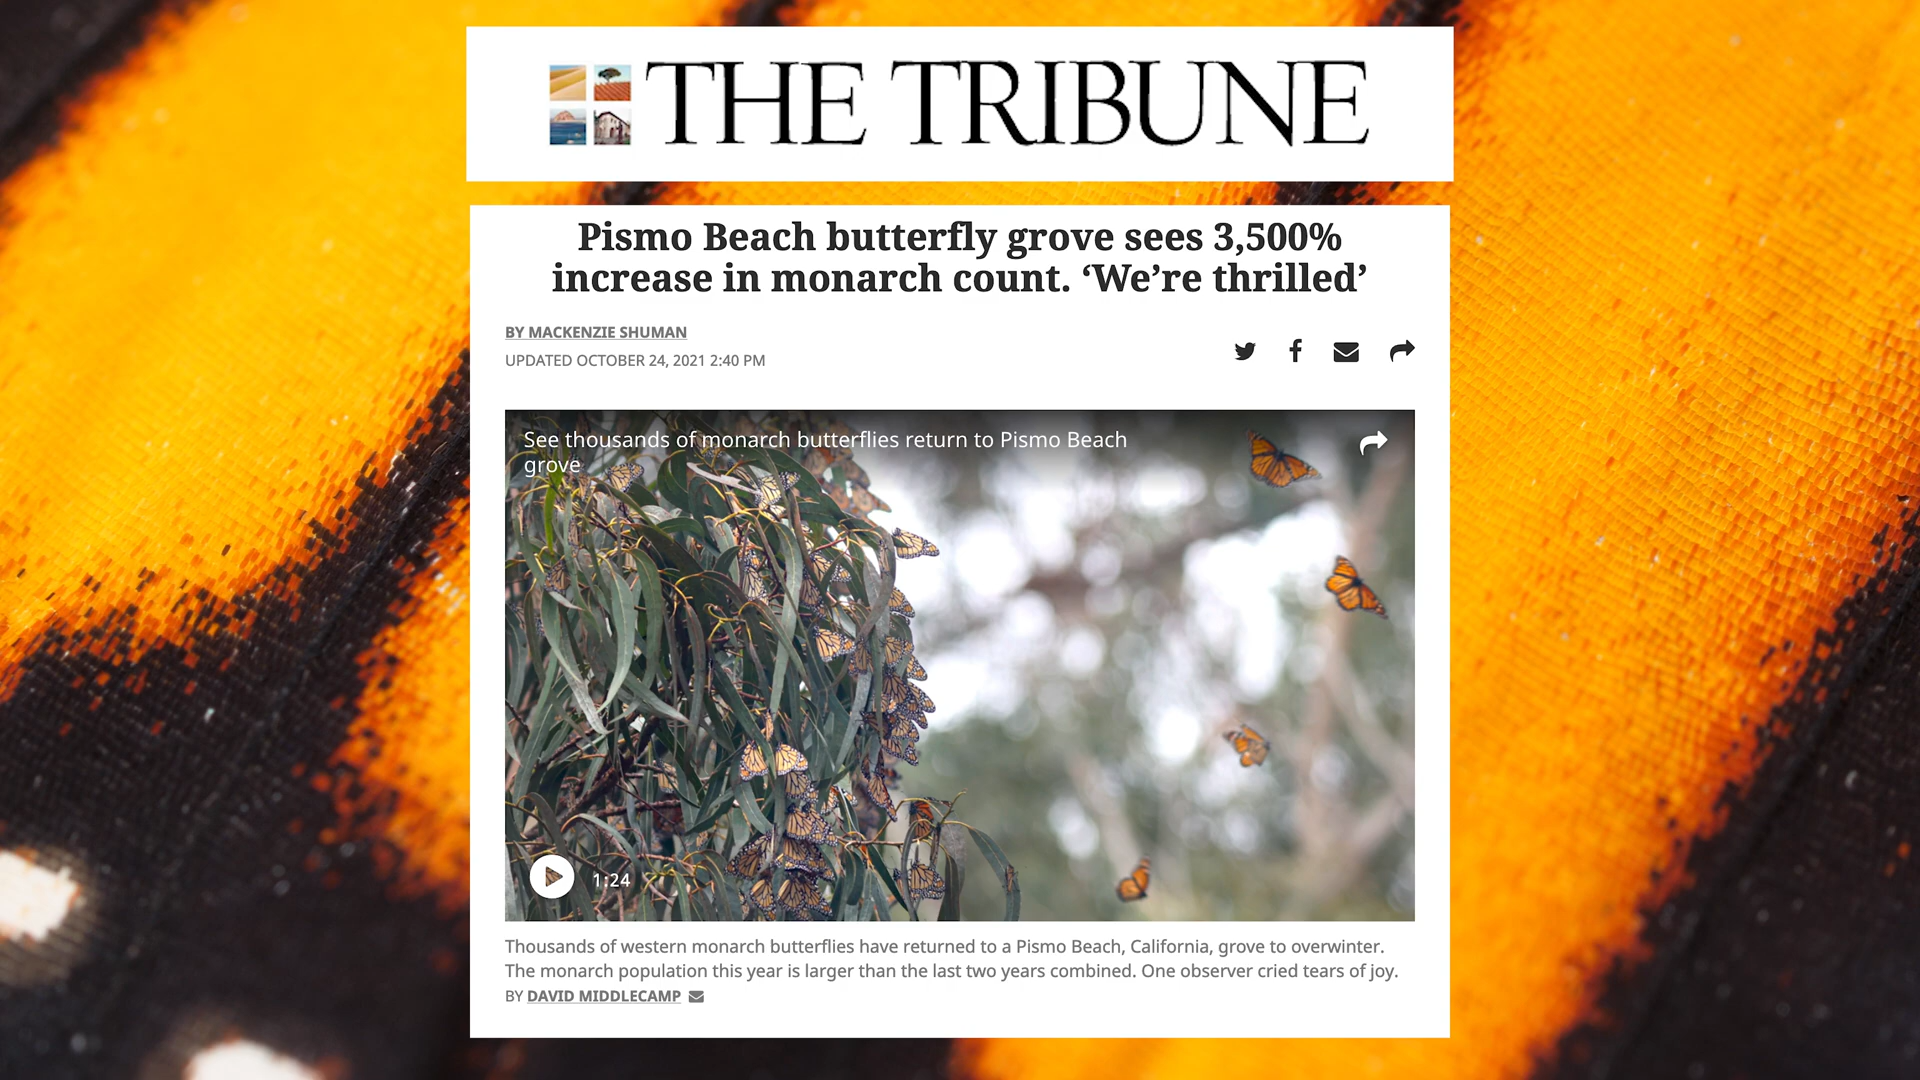 THE TRIBUNE
Pismo Beach butterfly grove sees 3,500%
increase in monarch count. ‘We’re thrilled’
BY MACKENZIE SHUMAN
UPDATED OCTOBER 24, 2021 2:40 PM
See thousands of monarch butterflies return to Pismo Beach
grove
1:24
Thousands of western monarch butterflies have returned to a Pismo Beach, California, grove to overwinter.
The monarch population this year is larger than the last two years combined. One observer cried tears of joy.
BY DAVID MIDDLECAMP